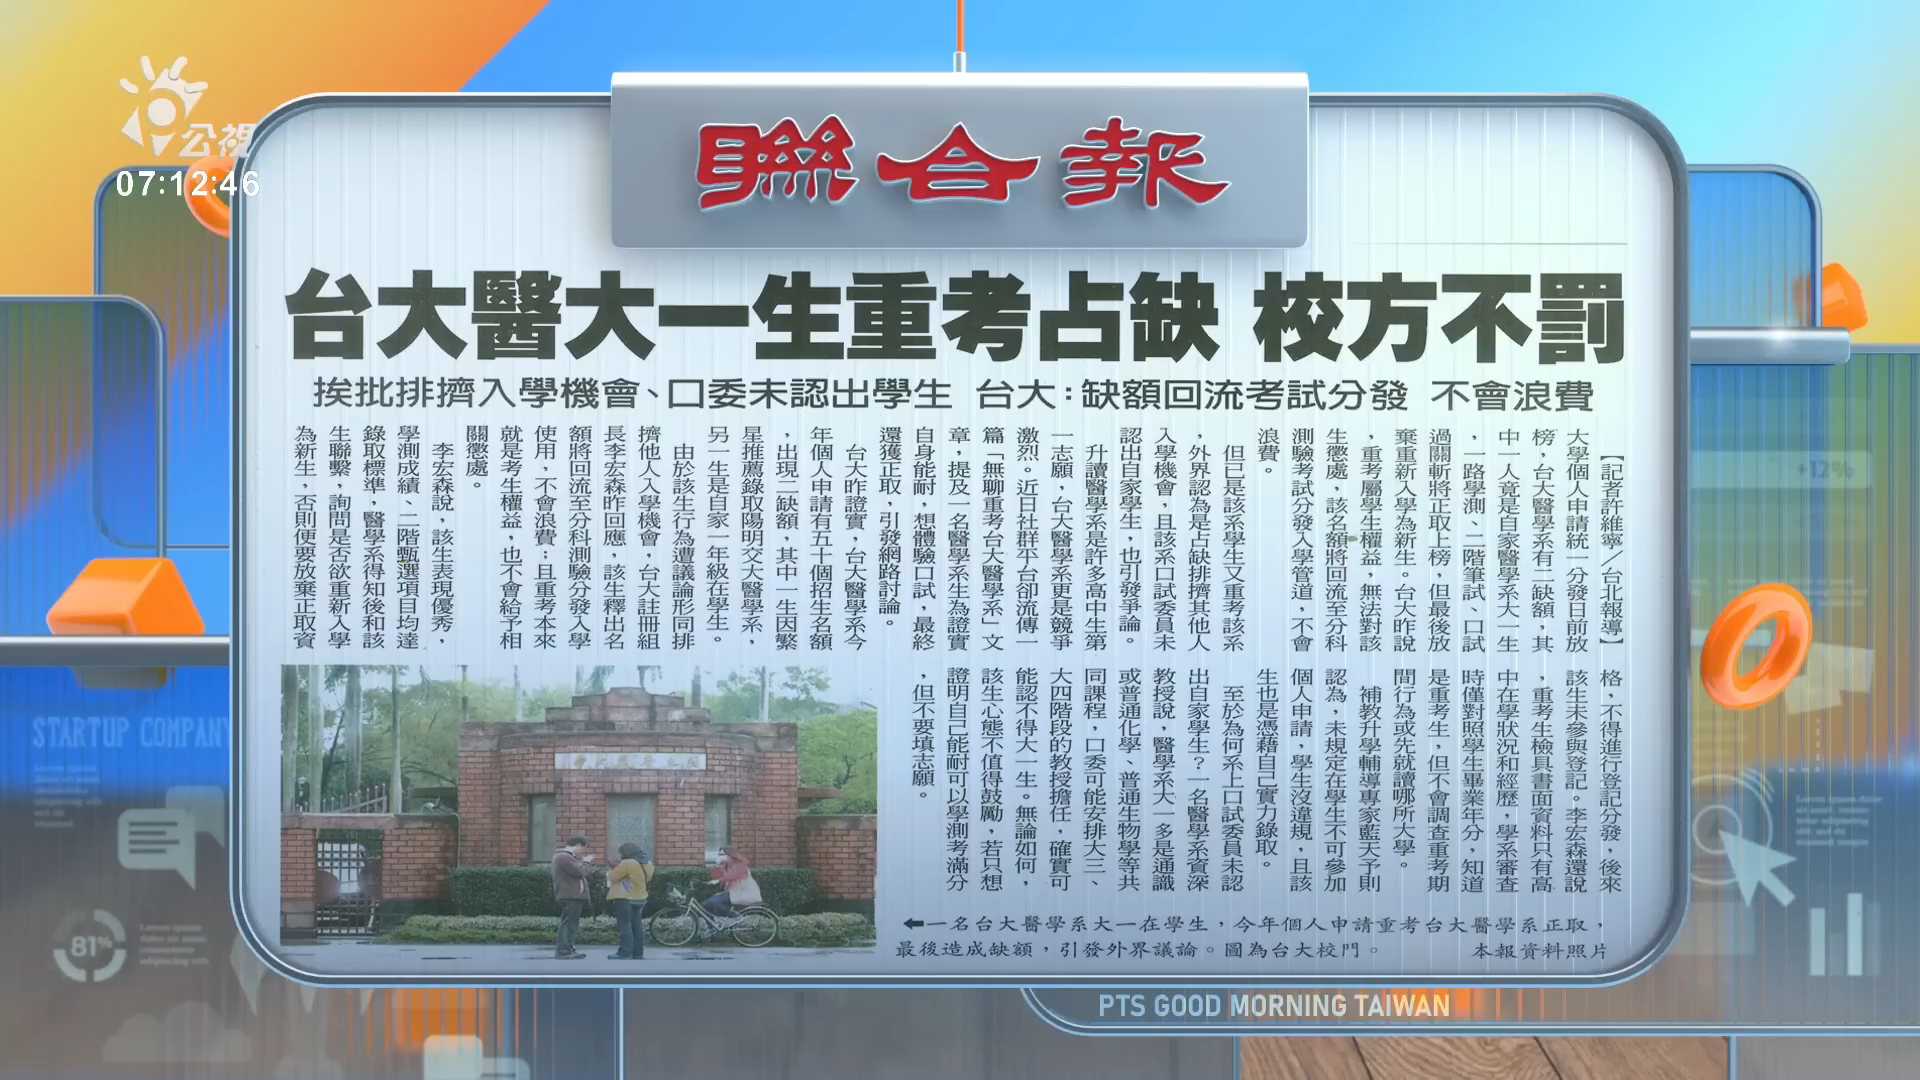 公視
07:12:46
聯合報
台大醫大一生重考占缺 校方不罰
挨批排擠入學機會、口委未認出學生 台大：缺額回流考試分發 不會浪費
【記者許維寧／台北報導】
大學個人申請統一分發日前放
榜，台大醫學系有二缺額，其
中一人竟是自家醫學系大一生
，一路學測、二階筆試、口試
過關斬將正取上榜，但最後放
棄重新入學為新生。台大昨說
，重考屬學生權益，無法對該
生懲處，該名額將回流至分科
測驗考試分發入學管道，不會
浪費。
但已是該系學生又重考該系
，外界認為是占缺排擠其他人
入學機會，且該系口試委員未
認出自家學生，也引發爭論。
升讀醫學系是許多高中生第
一志願，台大醫學系更是競爭
激烈。近日社群平台卻流傳一
篇「無聊重考台大醫學系」文
章，提及一名醫學系生為證實
自身能耐，想體驗口試，最終
還獲正取，引發網路討論。
台大昨證實，台大醫學系今
年個人申請有五十個招生名額
，出現二缺額，其中一生因繁
星推薦錄取陽明交大醫學系，
另一生是自家一年級在學生。
由於該生行為遭議論形同排
擠他人入學機會，台大註冊組
長李宏森昨回應，該生釋出名
額將回流至分科測驗分發入學
使用，不會浪費；且重考本來
就是考生權益，也不會給予相
關懲處。
李宏森說，該生表現優秀，
學測成績、二階甄選項目均達
錄取標準，醫學系得知後和該
生聯繫，詢問是否欲重新入學
為新生，否則便要放棄正取資
格，不得進行登記分發，後來
該生未參與登記。李宏森還說
，重考生檢具書面資料只有高
中在學狀況和經歷，學系審查
時僅對照學生畢業年分，知道
是重考生，但不會調查重考期
間行為或先就讀哪所大學。
補教升學輔導專家藍天予則
認為，未規定在學生不可參加
個人申請，學生沒違規，且該
生也是憑藉自己實力錄取。
至於為何系上口試委員未認
出自家學生？一名醫學系資深
教授說，醫學系大一多是通識
或普通化學、普通生物學等共
同課程，口委可能安排大三、
大四階段的教授擔任，確實可
能認不得大一生。無論如何，
該生心態不值得鼓勵，若只想
證明自己能耐可以學測考滿分
，但不要填志願。
←一名台大醫學系大一在學生，今年個人申請重考台大醫學系正取，
最後造成缺額，引發外界議論。圖為台大校門。 本報資料照片
STARTUP COMPANY
81%
+12%
PTS GOOD MORNING TAIWAN